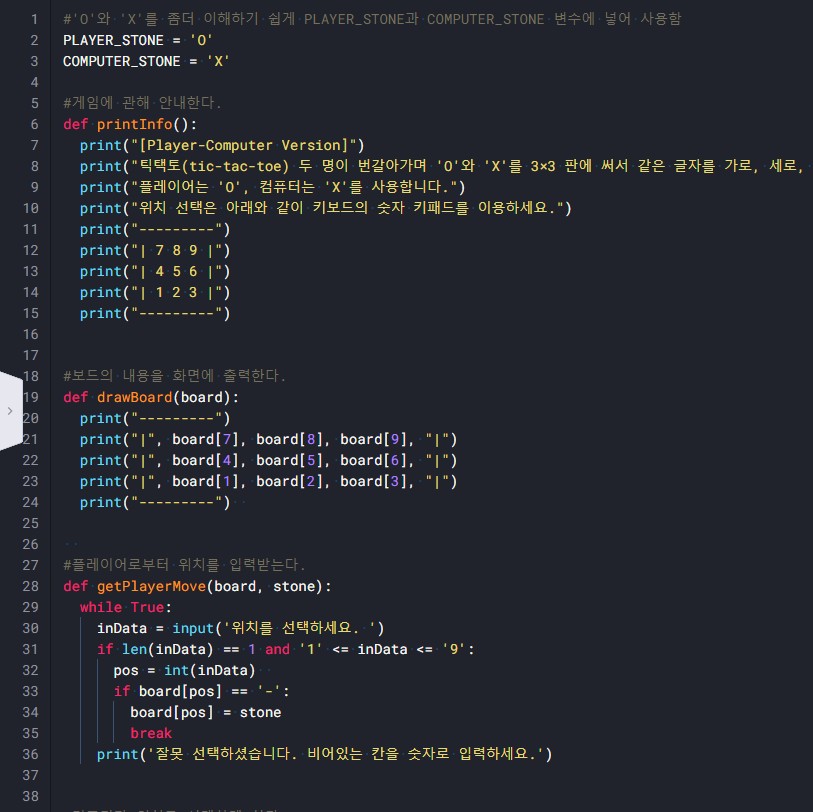 1 #'O'와 'X'를 좀더 이해하기 쉽게 PLAYER_STONE과 COMPUTER_STONE 변수에 넣어 사용함
2 PLAYER_STONE = 'O'
3 COMPUTER_STONE = 'X'
4
5 #게임에 관해 안내한다.
6 def printInfo():
7   print("[Player-Computer Version]")
8   print("틱택토(tic-tac-toe) 두 명이 번갈아가며 'O'와 'X'를 3×3 판에 써서 같은 글자를 가로, 세로,
9   print("플레이어는 'O', 컴퓨터는 'X'를 사용합니다.")
10   print("위치 선택은 아래와 같이 키보드의 숫자 키패드를 이용하세요.")
11   print("---------")
12   print("| 7 8 9 |")
13   print("| 4 5 6 |")
14   print("| 1 2 3 |")
15   print("---------")
16
17
18 #보드의 내용을 화면에 출력한다.
19 def drawBoard(board):
20   print("---------")
21   print("|", board[7], board[8], board[9], "|")
22   print("|", board[4], board[5], board[6], "|")
23   print("|", board[1], board[2], board[3], "|")
24   print("---------")
25
26
27 #플레이어로부터 위치를 입력받는다.
28 def getPlayerMove(board, stone):
29   while True:
30     inData = input('위치를 선택하세요. ')
31     if len(inData) == 1 and '1' <= inData <= '9':
32       pos = int(inData)
33       if board[pos] == '-':
34         board[pos] = stone
35         break
36     print('잘못 선택하셨습니다. 비어있는 칸을 숫자로 입력하세요.')
37
38